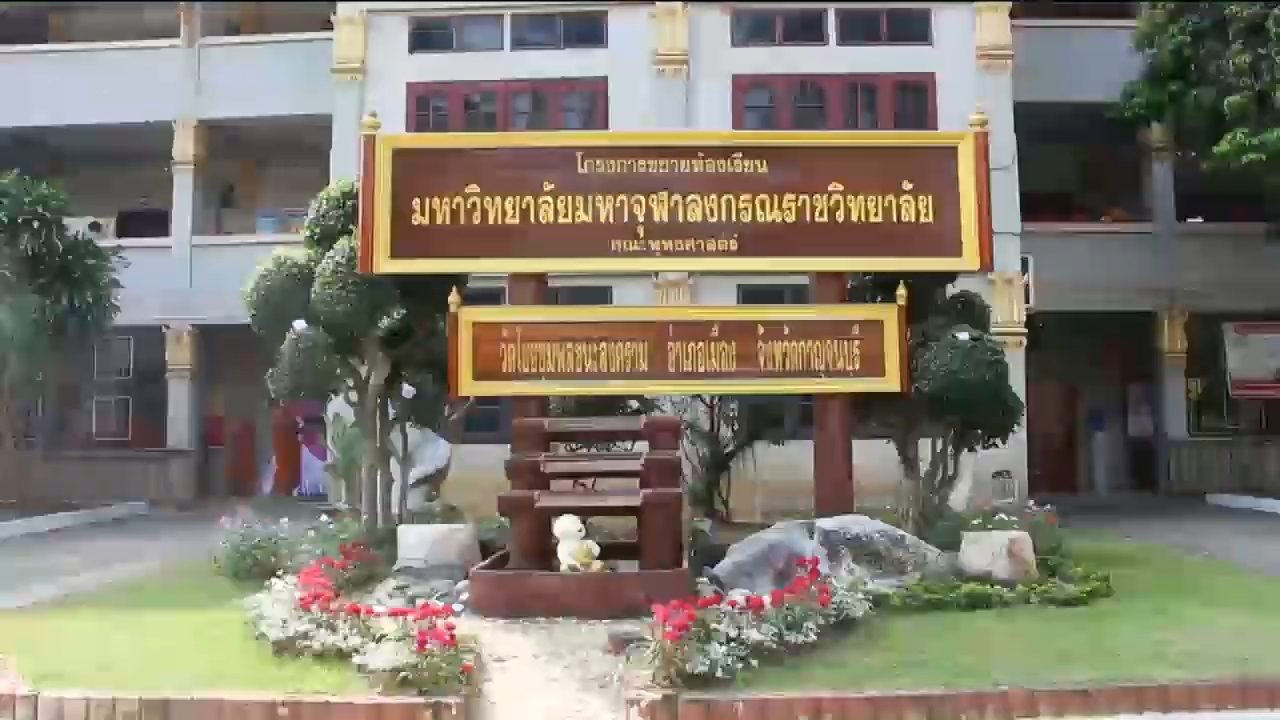 โครงการขยายห้องเรียน
มหาวิทยาลัยมหาจุฬาลงกรณราชวิทยาลัย
คณะพุทธศาสตร์
วัดไชยชุมพลชนะสงคราม อำเภอเมือง จังหวัดกาญจนบุรี